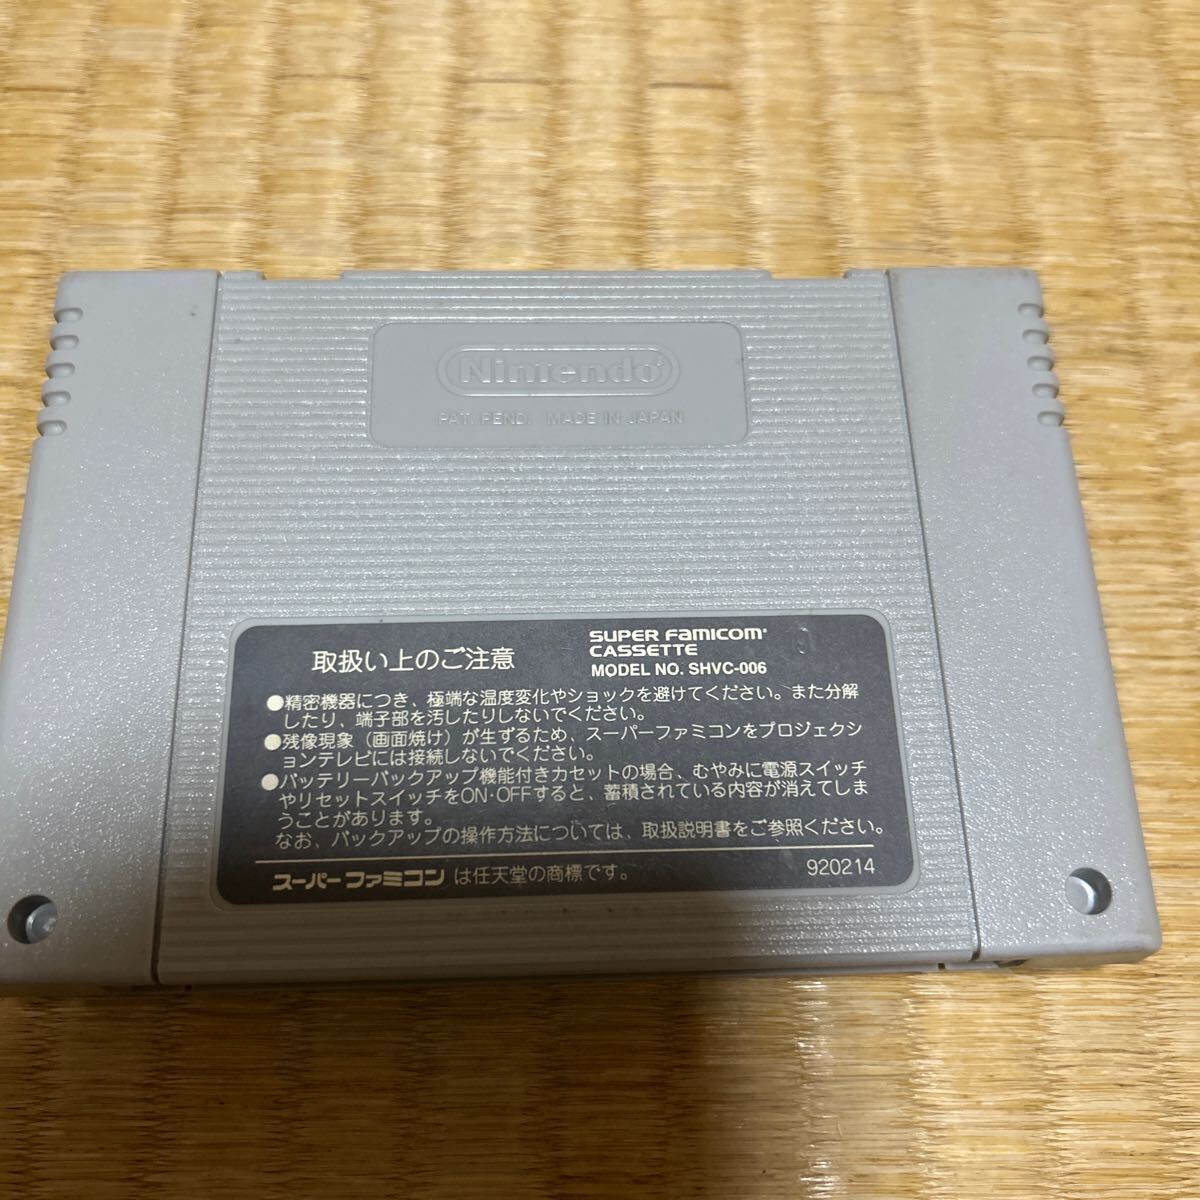 Nintendo
PAT. PEND. MADE IN JAPAN
取扱い上のご注意
SUPER FAMICOM
CASSETTE
MODEL NO. SHVC-006
●精密機器につき、極端な温度変化やショックを避けてください。また分解
したり、端子部を汚したりしないでください。
●残像現象（画面焼け）が生ずるため、スーパーファミコンをプロジェクシ
ョンテレビには接続しないでください。
●バッテリーバックアップ機能付きカセットの場合、むやみに電源スイッチ
やリセットスイッチをON・OFFすると、蓄積されている内容が消えてしま
うことがあります。
なお、バックアップの操作方法については、取扱説明書をご参照ください。
スーパーファミコン は任天堂の商標です。
920214